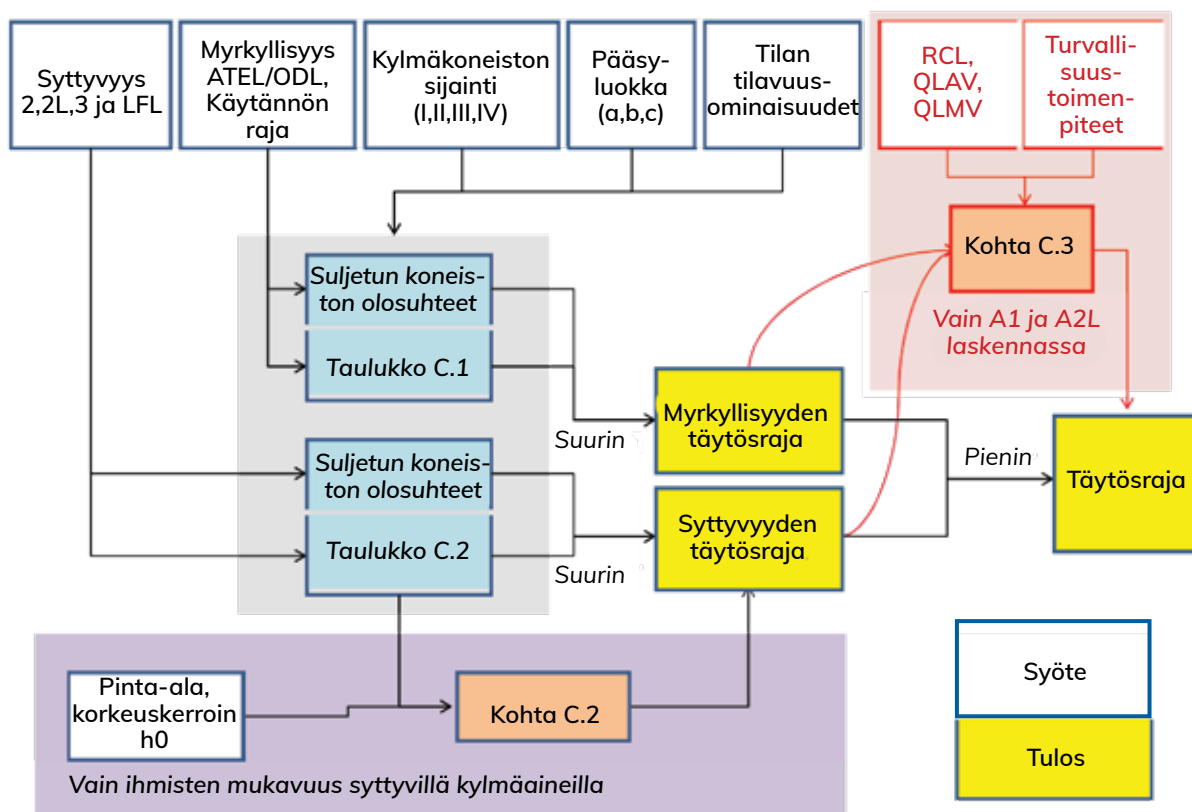 Syttyvyys
2,2L,3 ja LFL
Myrkyllisyys
ATEL/ODL,
Käytännön
raja
Kylmäkoneiston
sijainti
(I,II,III,IV)
Pääsy-
luokka
(a,b,c)
Tilan
tilavuus-
ominaisuudet
RCL,
QLAV,
QLMV
Turvalli-
suus-
toimen-
piteet
Kohta C.3
Vain A1 ja A2L
laskennassa
Suljetun koneis-
ton olosuhteet
Taulukko C.1
Suurin
Myrkyllisyyden
täytösraja
Suljetun koneis-
ton olosuhteet
Taulukko C.2
Suurin
Syttyvyyden
täytösraja
Pienin
Täytösraja
Pinta-ala,
korkeuskerroin
h0
Kohta C.2
Vain ihmisten mukavuus syttyvillä kylmäaineilla
Syöte
Tulos